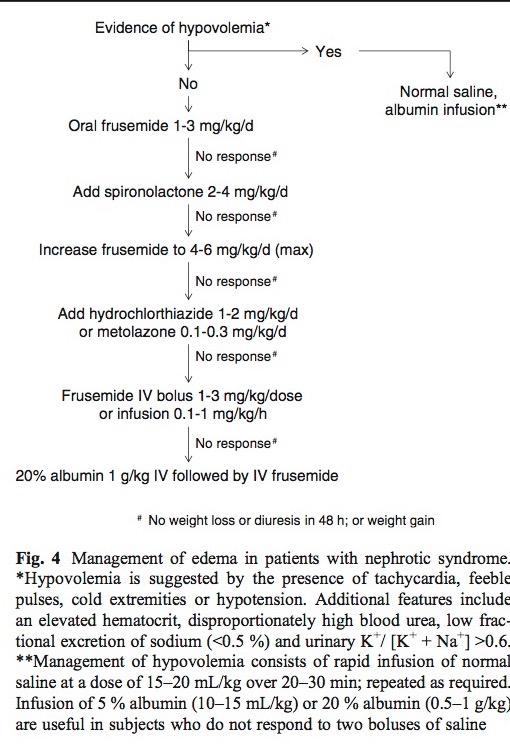 Evidence of hypovolemia*
Yes
No
Normal saline,
albumin infusion**
Oral frusemide 1-3 mg/kg/d
No response#
Add spironolactone 2-4 mg/kg/d
No response#
Increase frusemide to 4-6 mg/kg/d (max)
No response#
Add hydrochlorthiazide 1-2 mg/kg/d
or metolazone 0.1-0.3 mg/kg/d
No response#
Frusemide IV bolus 1-3 mg/kg/dose
or infusion 0.1-1 mg/kg/h
No response#
20% albumin 1 g/kg IV followed by IV frusemide
# No weight loss or diuresis in 48 h; or weight gain
Fig. 4 Management of edema in patients with nephrotic syndrome.
*Hypovolemia is suggested by the presence of tachycardia, feeble
pulses, cold extremities or hypotension. Additional features include
an elevated hematocrit, disproportionately high blood urea, low frac-
tional excretion of sodium (<0.5 %) and urinary K+/ [K+ + Na+] >0.6.
**Management of hypovolemia consists of rapid infusion of normal
saline at a dose of 15–20 mL/kg over 20–30 min; repeated as required.
Infusion of 5 % albumin (10–15 mL/kg) or 20 % albumin (0.5–1 g/kg)
are useful in subjects who do not respond to two boluses of saline